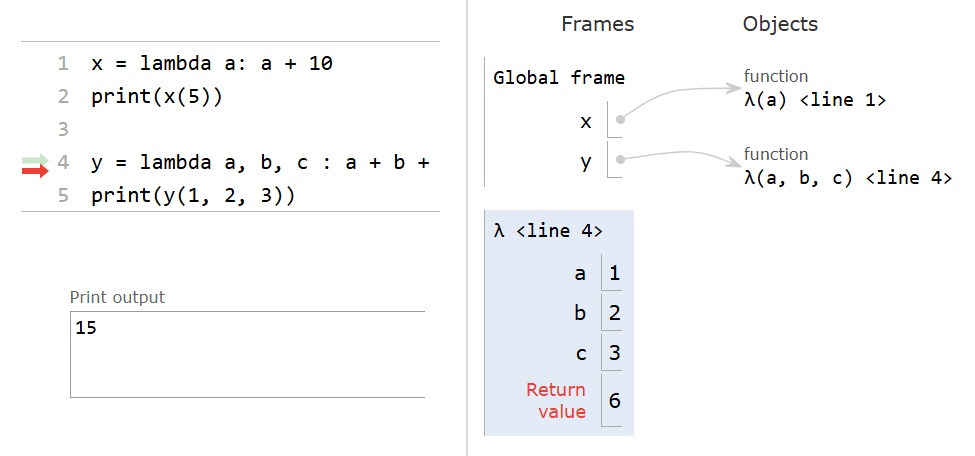 1 x = lambda a: a + 10
2 print(x(5))
3
4 y = lambda a, b, c : a + b +
5 print(y(1, 2, 3))
Print output
15
Frames
Objects
Global frame
x
y
function
λ(a) <line 1>
function
λ(a, b, c) <line 4>
λ <line 4>
a 1
b 2
c 3
Return
value 6